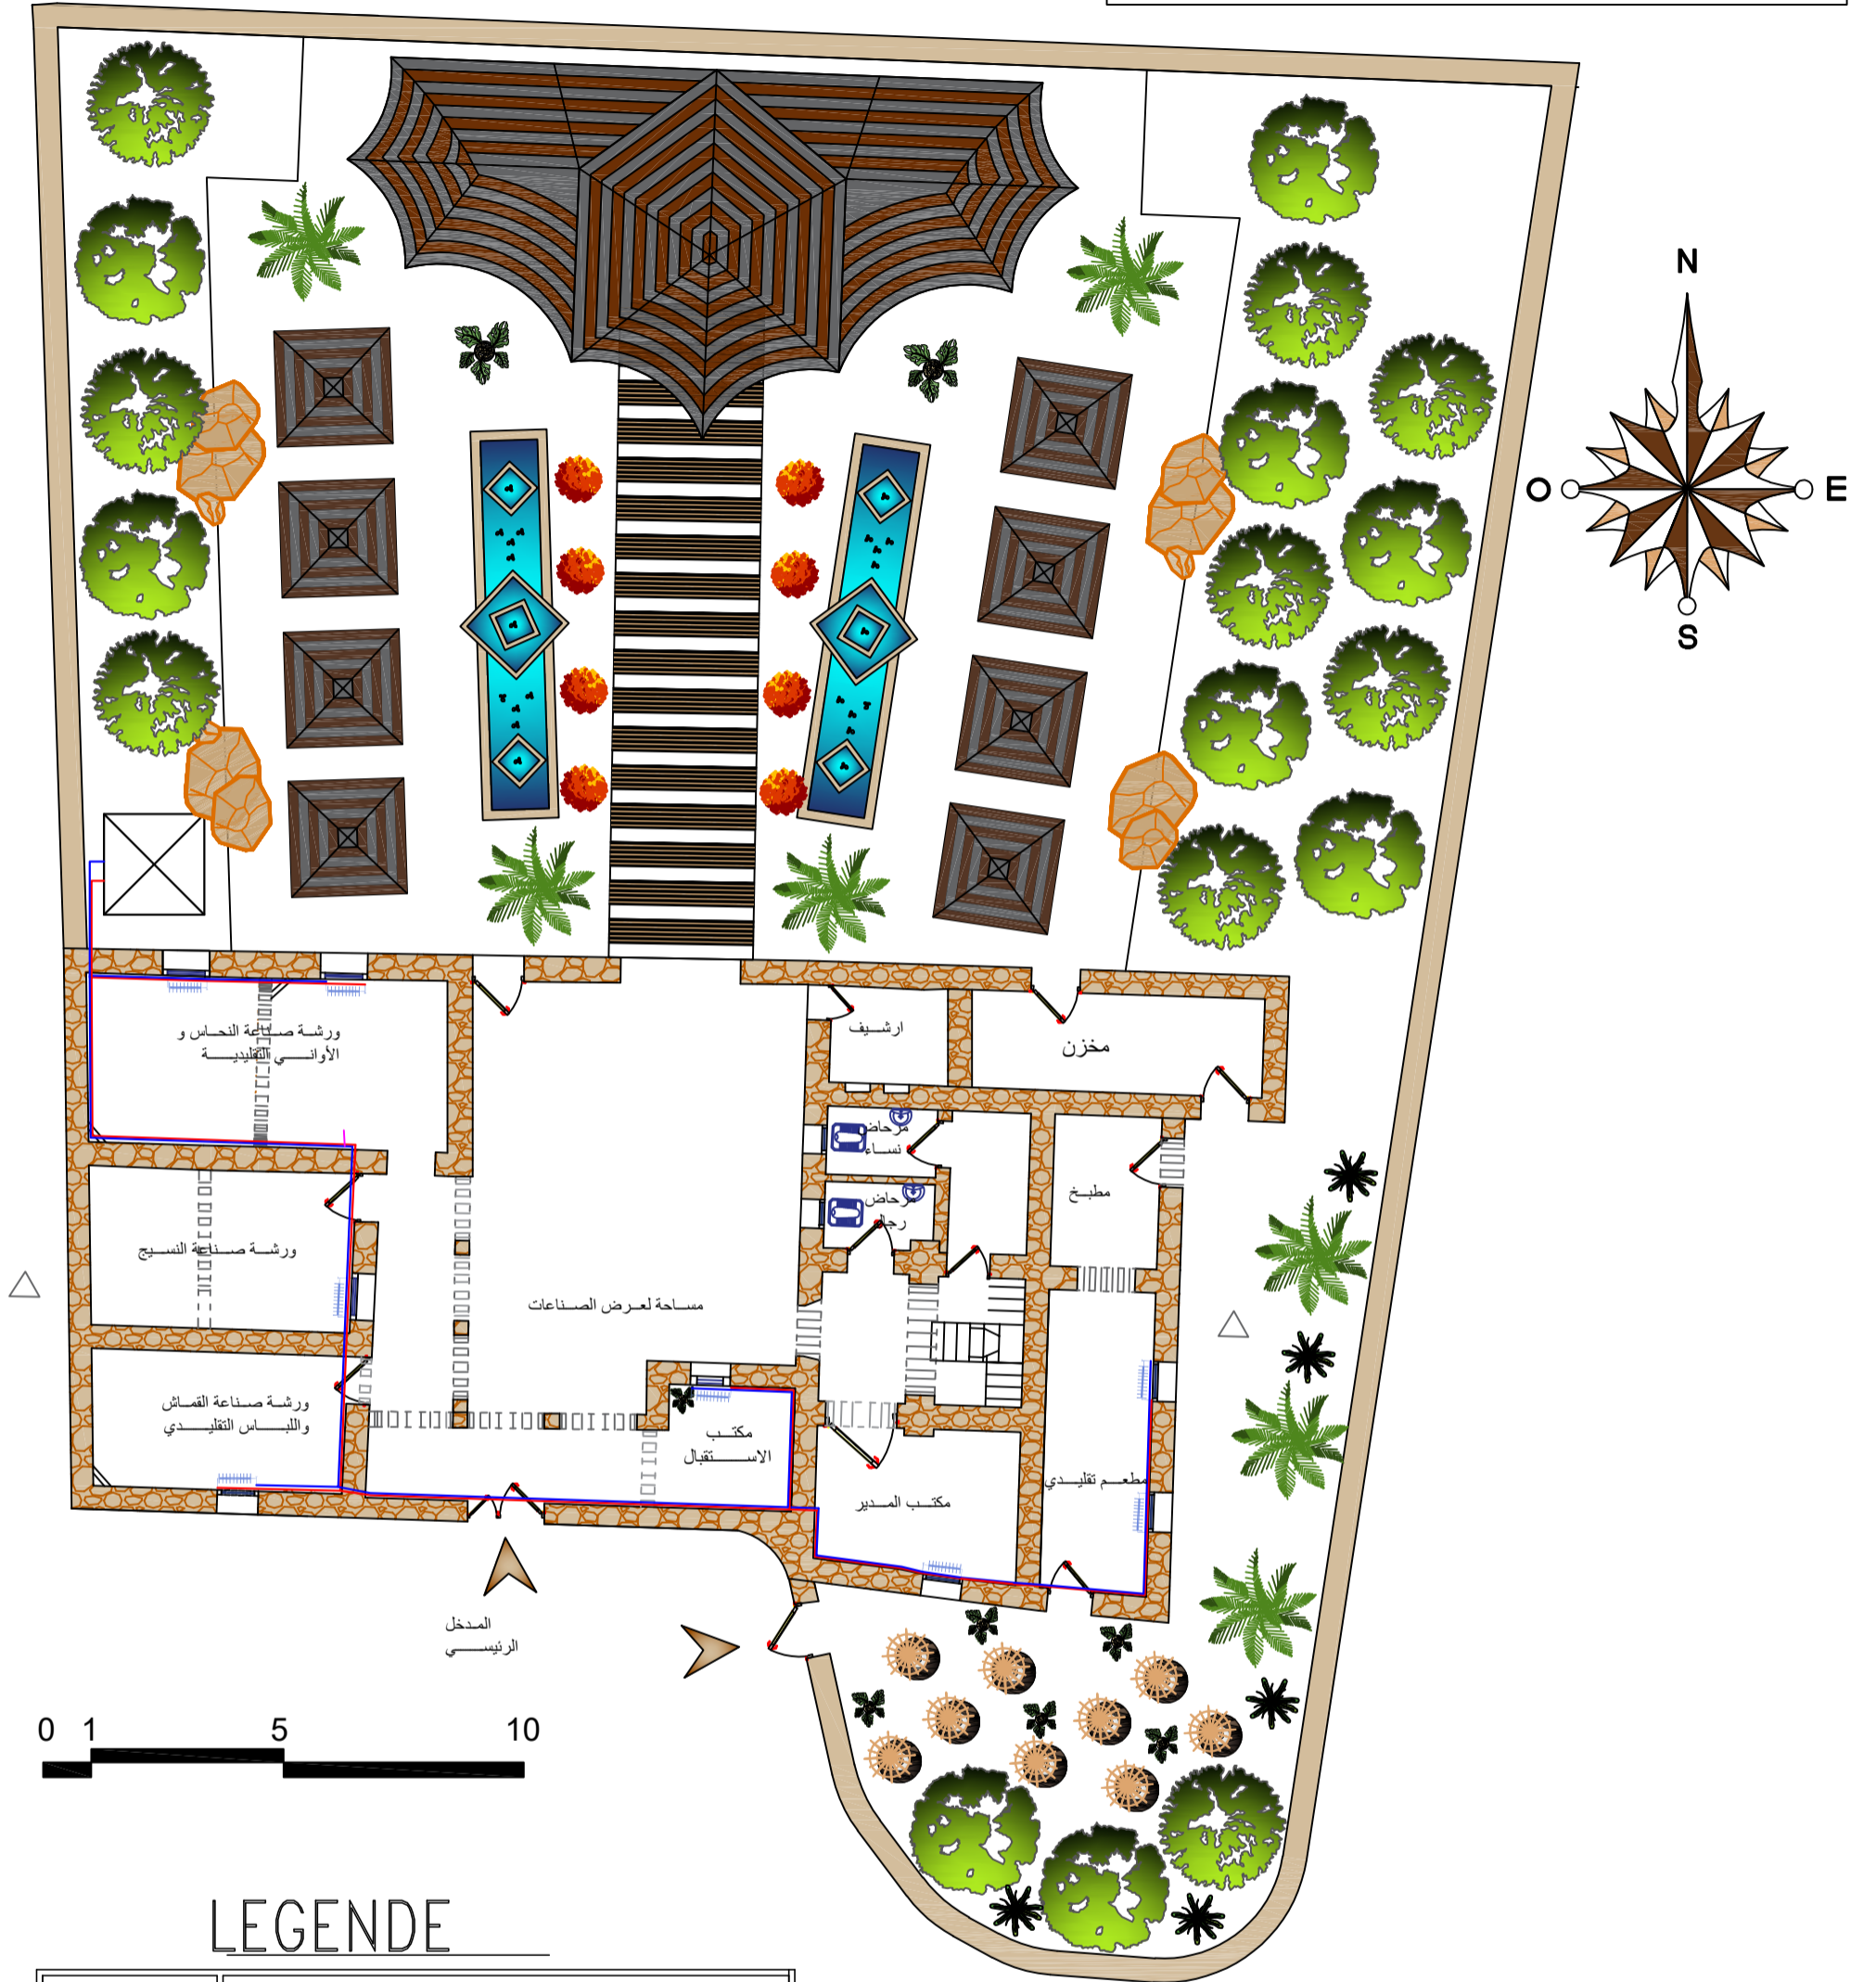 N
O
E
S
ورشة صناعة النحاس و
الأواني التقليدية
ارشيف
مخزن
مرحاض
نساء
مرحاض
رجال
مطبخ
ورشة صناعة النسيج
مساحة لعرض الصناعات
ورشة صناعة القماش
واللباس التقليدي
مكتب
الاستقبال
مطعم تقليدي
مكتب المدير
المدخل
الرئيسي
0 1 5 10
LEGENDE